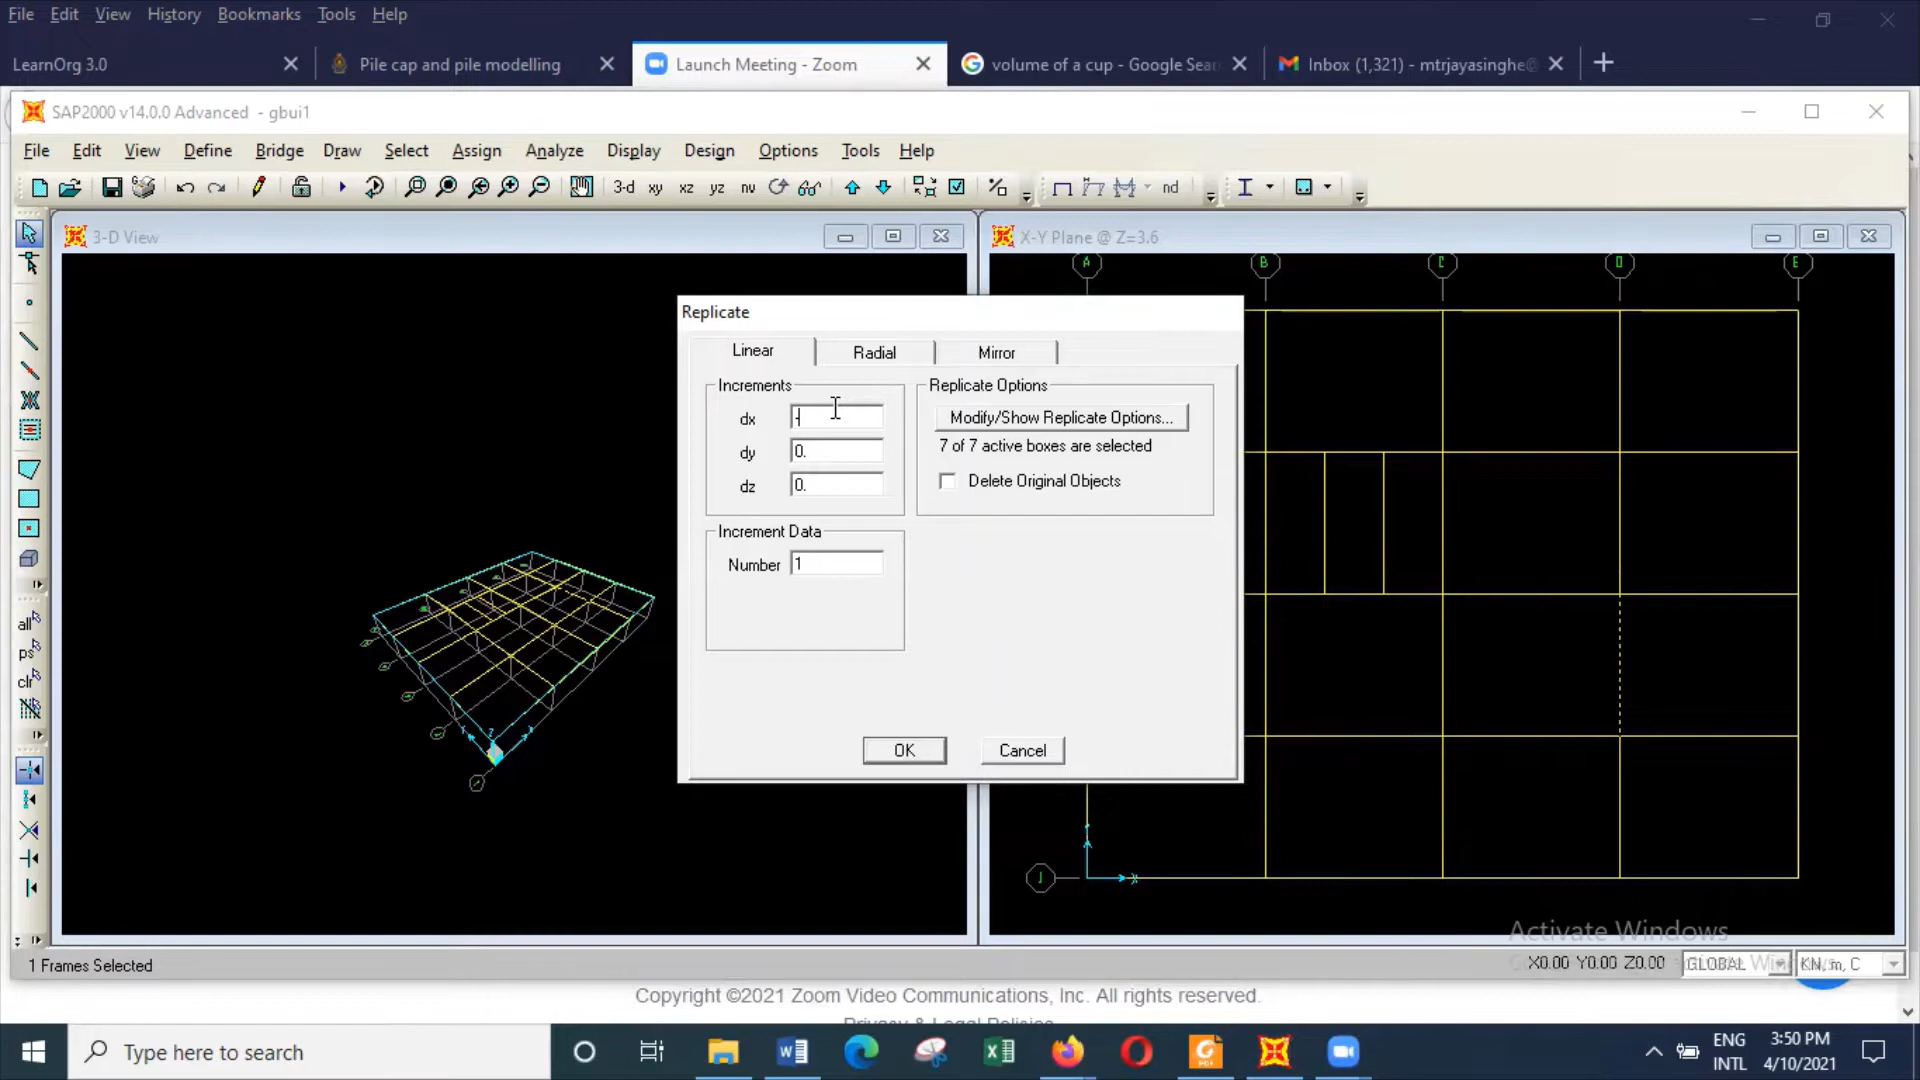 File Edit View History Bookmarks Tools Help
LearnOrg 3.0
Pile cap and pile modelling
Launch Meeting - Zoom
volume of a cup - Google Sear
Inbox (1,321) - mtrjayasinghe@
SAP2000 v14.0.0 Advanced - gbui1
File Edit View Define Bridge Draw Select Assign Analyze Display Design Options Tools Help
3-d xy xz yz nv nd
3-D View
X-Y Plane @ Z=3.6
A B C D E
Replicate
Linear Radial Mirror
Increments
dx -
dy 0.
dz 0.
Replicate Options
Modify/Show Replicate Options...
7 of 7 active boxes are selected
Delete Original Objects
Increment Data
Number 1
OK Cancel
all
ps
clr
Z
X
Activate Windows
1 Frames Selected
X0.00 Y0.00 Z0.00
GLOBAL
KN, m, C
Copyright ©2021 Zoom Video Communications, Inc. All rights reserved.
Privacy & Legal Policies
Type here to search
ENG
INTL
3:50 PM
4/10/2021